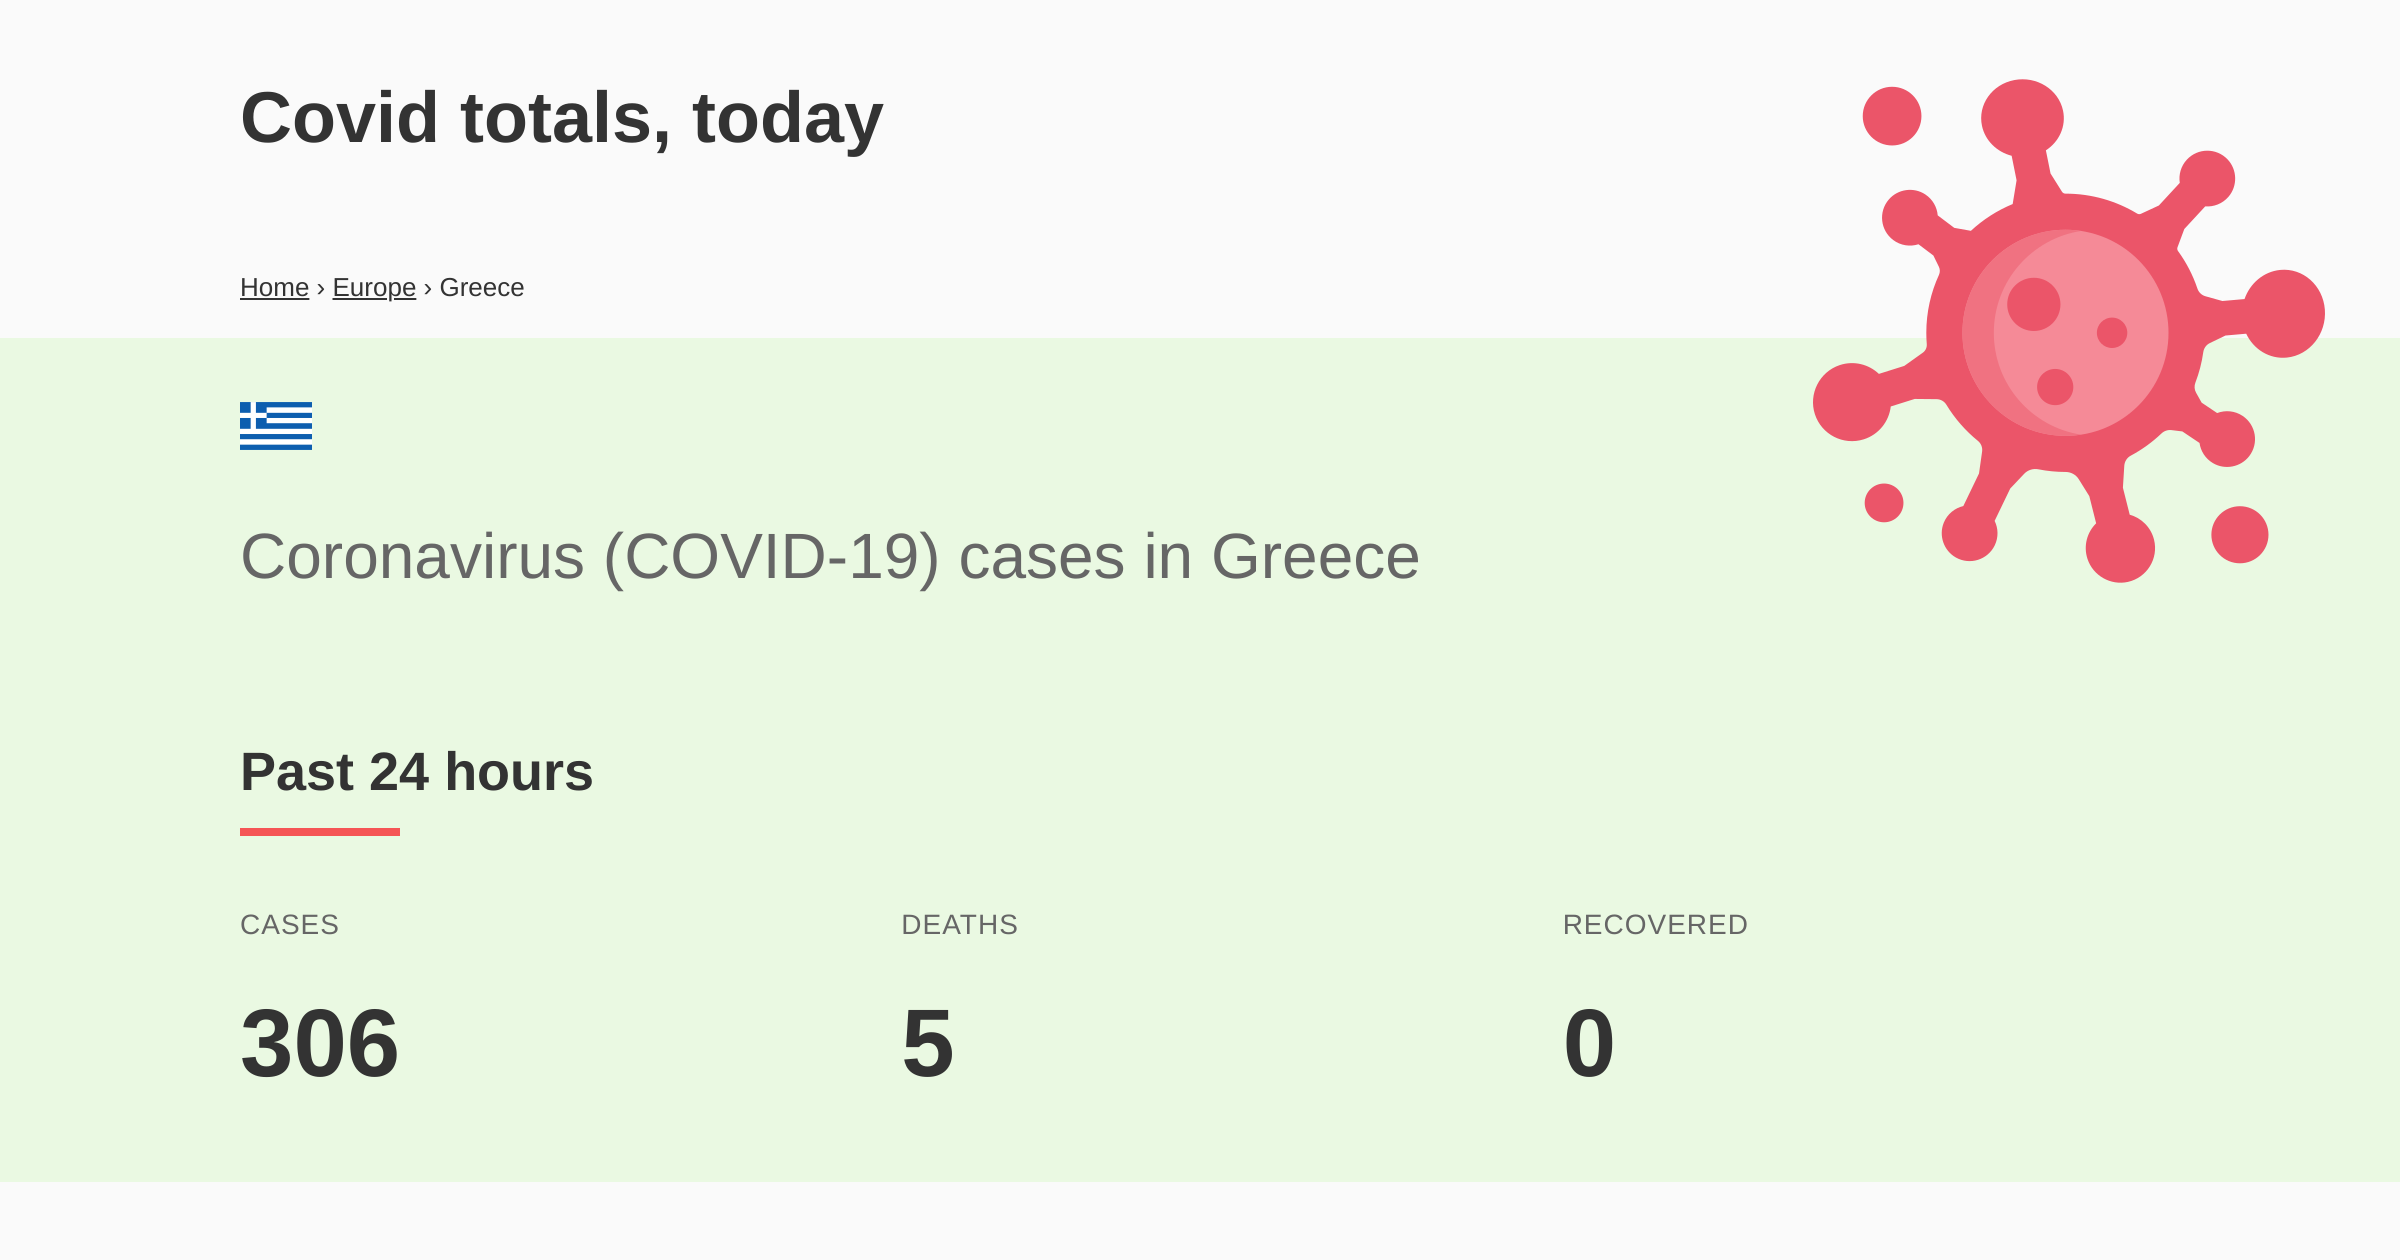 Covid totals, today
Home › Europe › Greece
Coronavirus (COVID-19) cases in Greece
Past 24 hours
CASES DEATHS RECOVERED
306 5 0